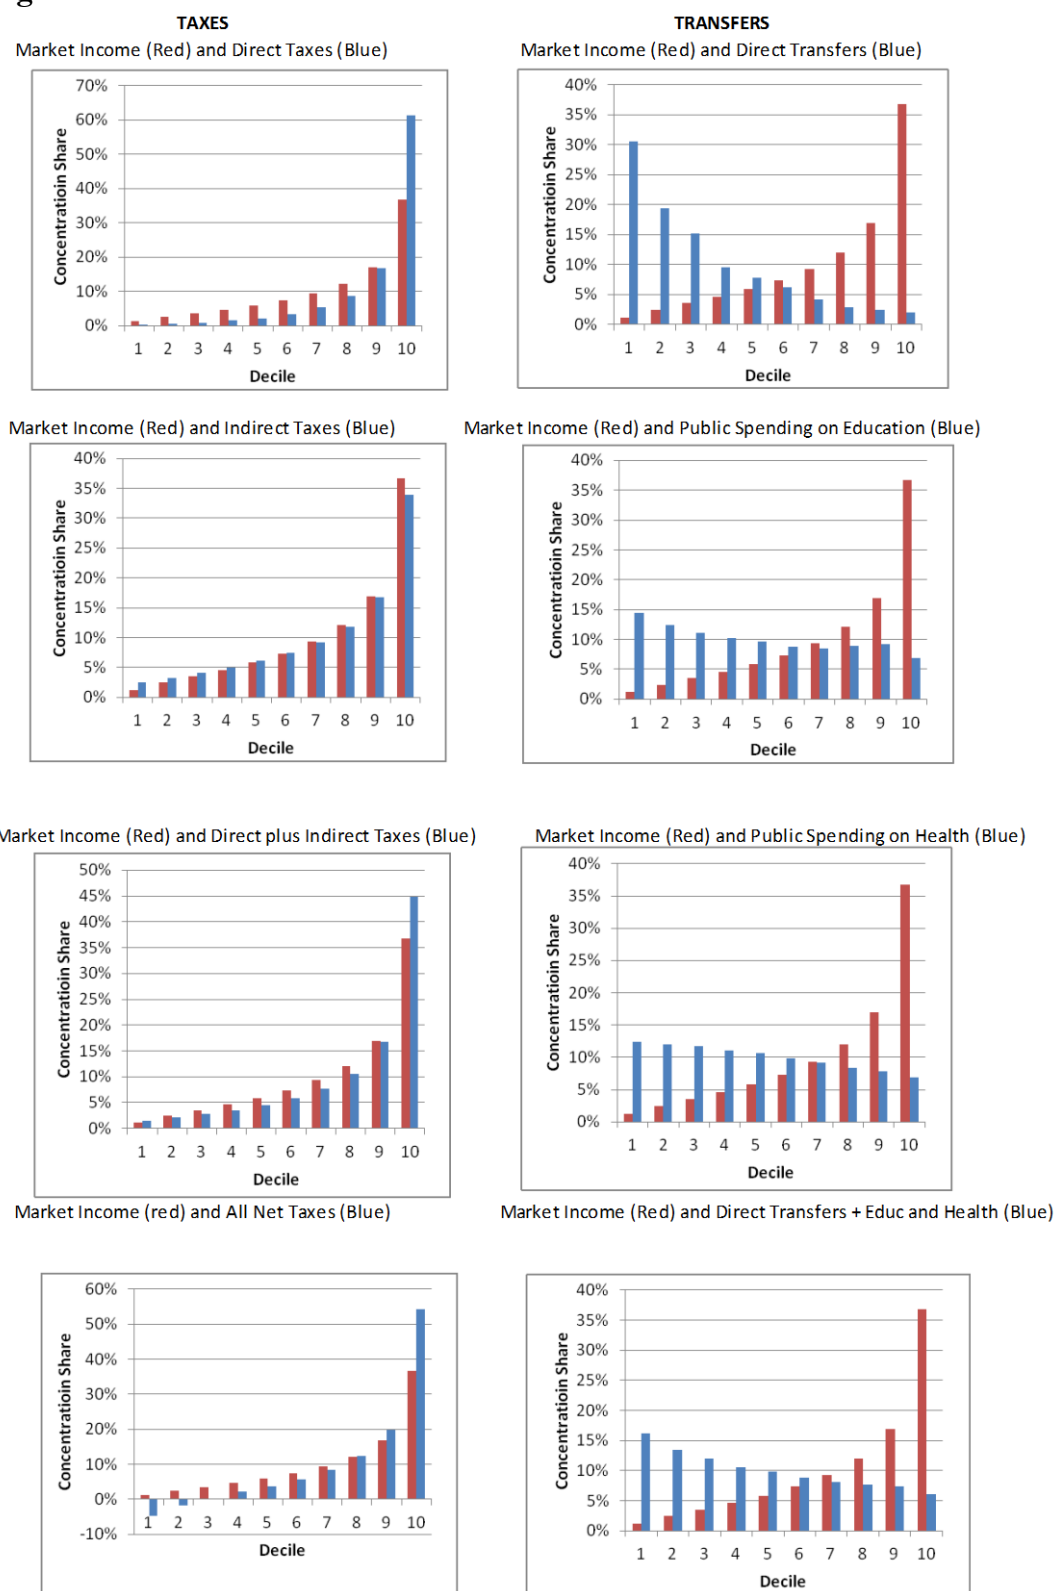 TAXES
Market Income (Red) and Direct Taxes (Blue)
70%
60%
50%
40%
30%
20%
10%
0%
Concentratioin Share
1 2 3 4 5 6 7 8 9 10
Decile
TRANSFERS
Market Income (Red) and Direct Transfers (Blue)
40%
35%
30%
25%
20%
15%
10%
5%
0%
Concentratioin Share
1 2 3 4 5 6 7 8 9 10
Decile
Market Income (Red) and Indirect Taxes (Blue)
40%
35%
30%
25%
20%
15%
10%
5%
0%
Concentratioin Share
1 2 3 4 5 6 7 8 9 10
Decile
Market Income (Red) and Public Spending on Education (Blue)
40%
35%
30%
25%
20%
15%
10%
5%
0%
Concentratioin Share
1 2 3 4 5 6 7 8 9 10
Decile
Market Income (Red) and Direct plus Indirect Taxes (Blue)
50%
45%
40%
35%
30%
25%
20%
15%
10%
5%
0%
Concentratioin Share
1 2 3 4 5 6 7 8 9 10
Decile
Market Income (Red) and Public Spending on Health (Blue)
40%
35%
30%
25%
20%
15%
10%
5%
0%
Concentratioin Share
1 2 3 4 5 6 7 8 9 10
Decile
Market Income (red) and All Net Taxes (Blue)
60%
50%
40%
30%
20%
10%
0%
-10%
Concentratioin Share
1 2 3 4 5 6 7 8 9 10
Decile
Market Income (Red) and Direct Transfers + Educ and Health (Blue)
40%
35%
30%
25%
20%
15%
10%
5%
0%
Concentratioin Share
1 2 3 4 5 6 7 8 9 10
Decile